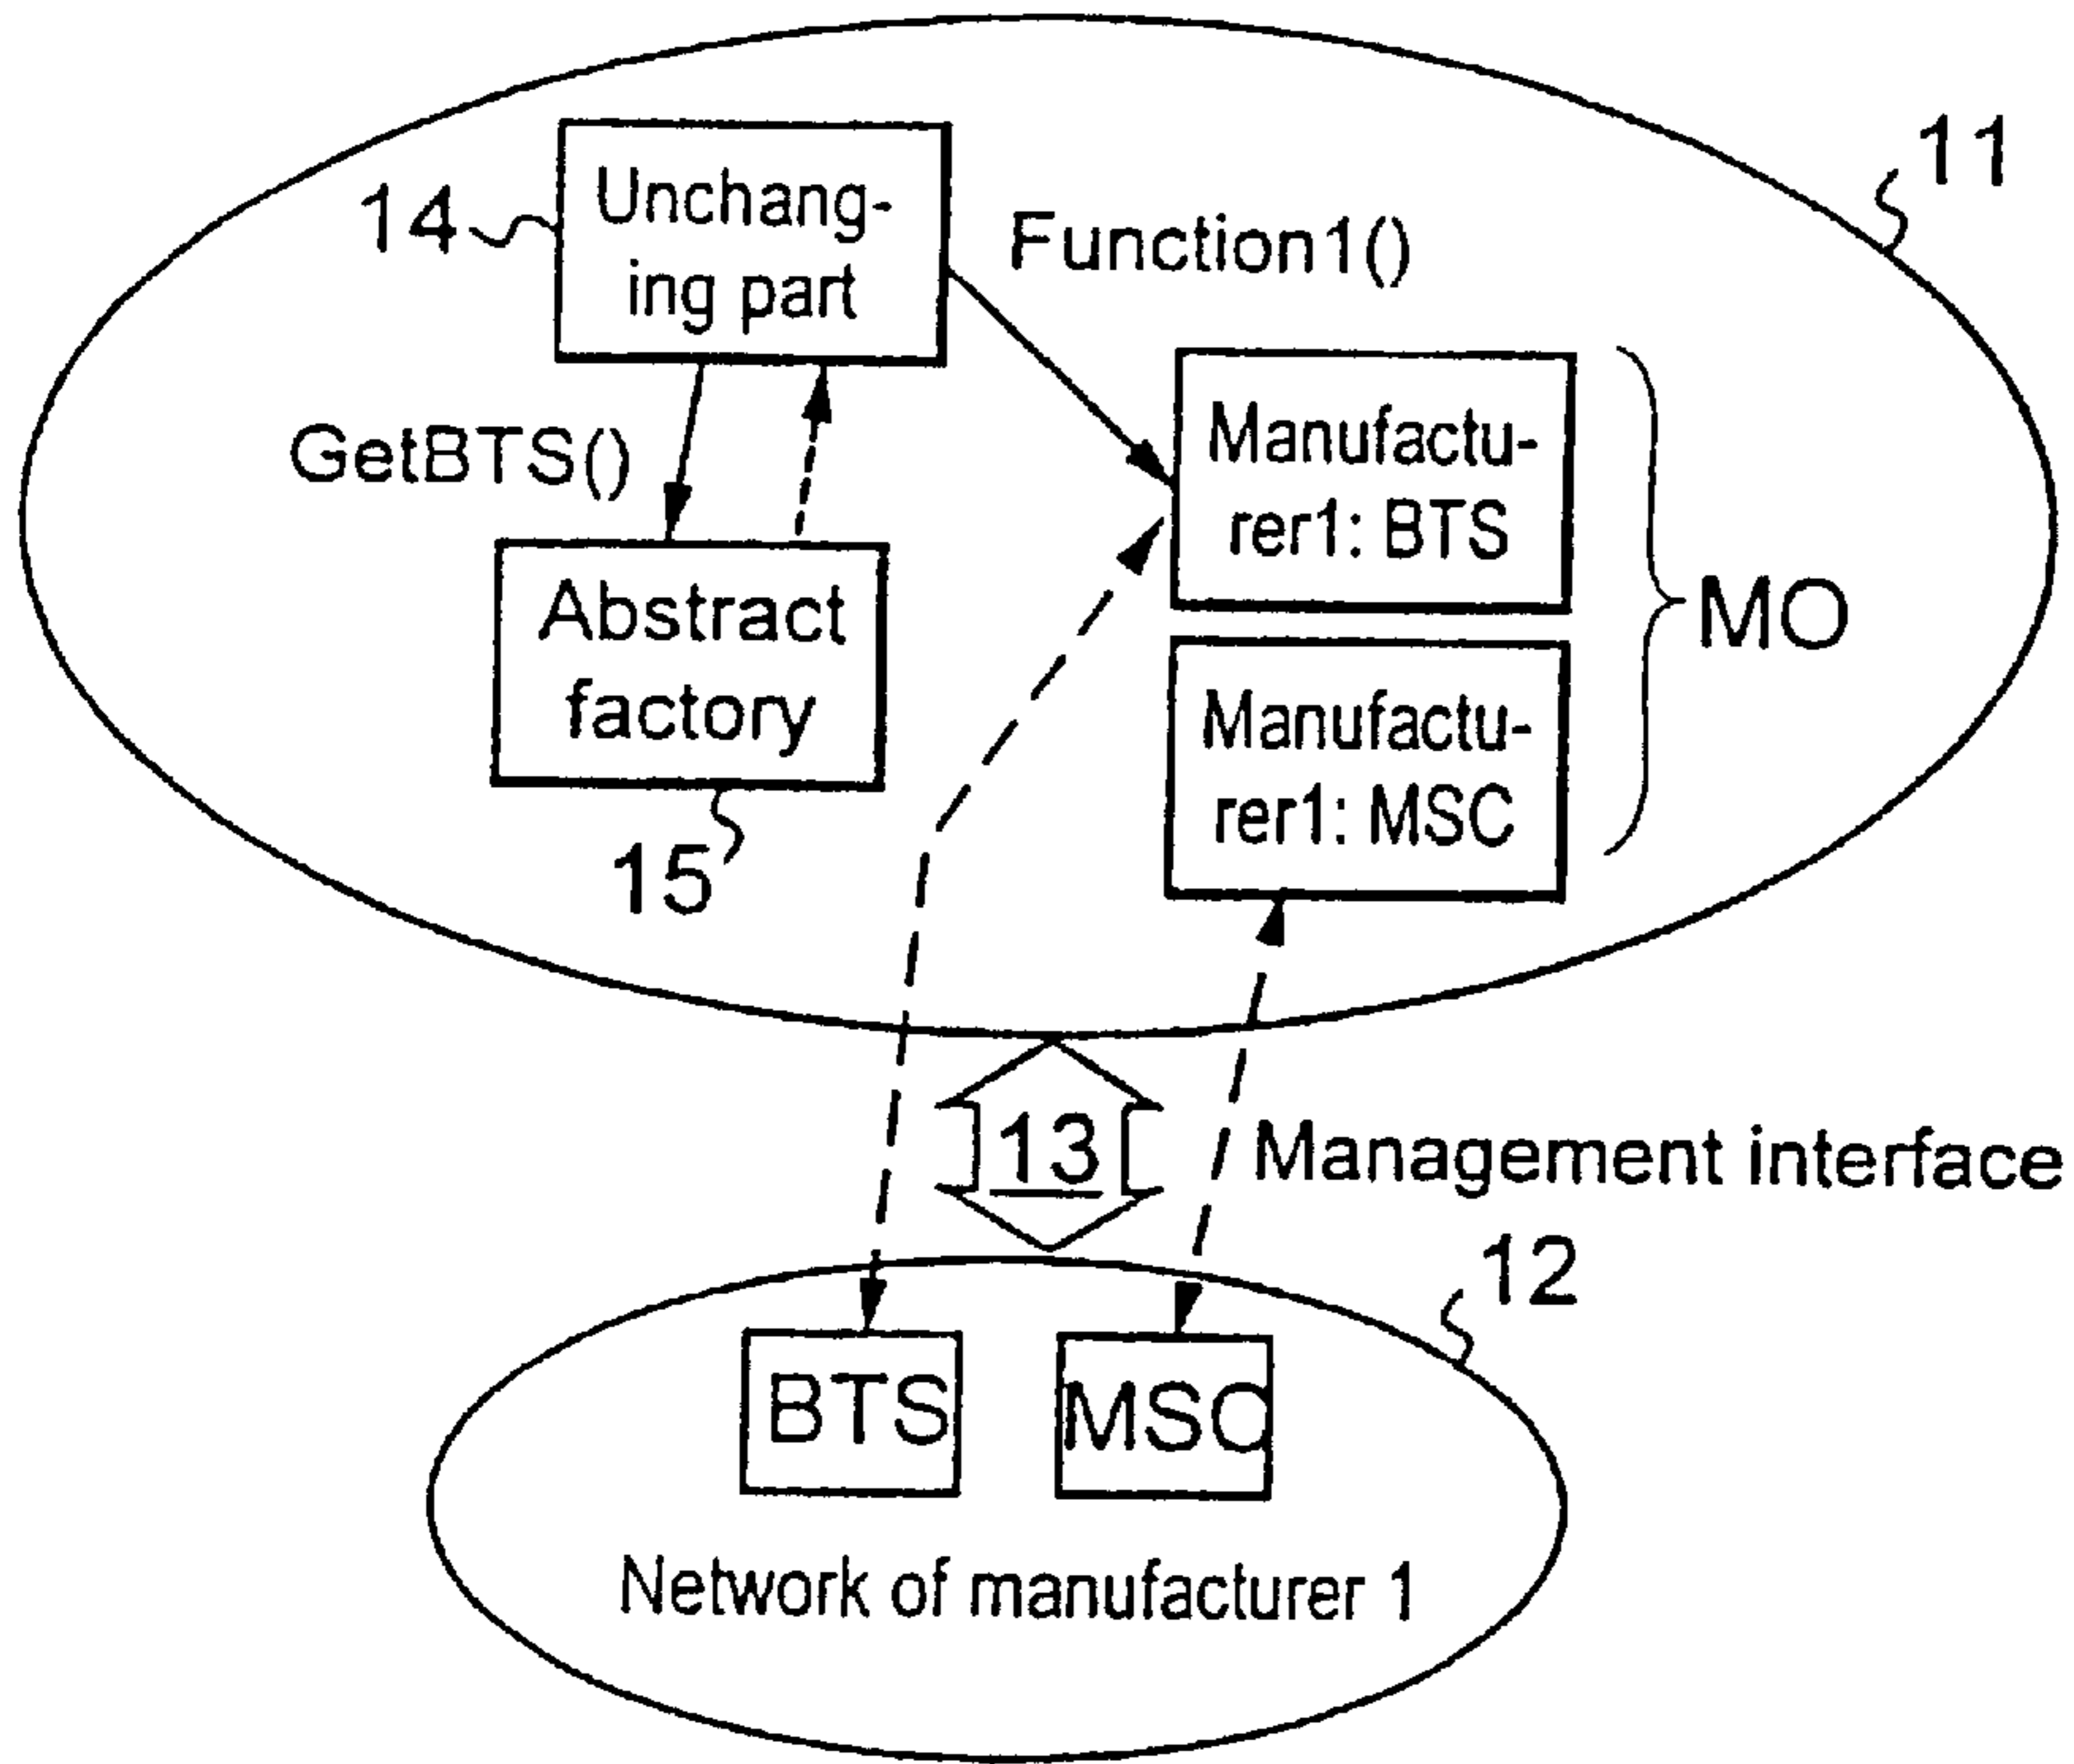 11
14
Unchang-
ing part
Function1()
GetBTS()
Manufactu-
rer1: BTS
MO
Abstract
factory
Manufactu-
rer1: MSC
15
13
Management interface
12
BTS
MSC
Network of manufacturer 1